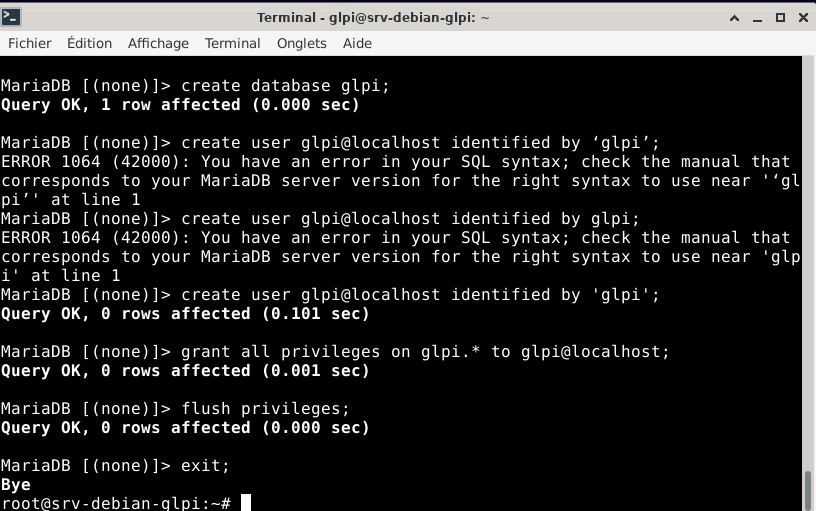 Terminal - glpi@srv-debian-glpi: ~
Fichier Édition Affichage Terminal Onglets Aide
MariaDB [(none)]> create database glpi;
Query OK, 1 row affected (0.000 sec)
MariaDB [(none)]> create user glpi@localhost identified by ‘glpi’;
ERROR 1064 (42000): You have an error in your SQL syntax; check the manual that
corresponds to your MariaDB server version for the right syntax to use near '‘gl
pi’' at line 1
MariaDB [(none)]> create user glpi@localhost identified by glpi;
ERROR 1064 (42000): You have an error in your SQL syntax; check the manual that
corresponds to your MariaDB server version for the right syntax to use near 'glp
i' at line 1
MariaDB [(none)]> create user glpi@localhost identified by 'glpi';
Query OK, 0 rows affected (0.101 sec)
MariaDB [(none)]> grant all privileges on glpi.* to glpi@localhost;
Query OK, 0 rows affected (0.001 sec)
MariaDB [(none)]> flush privileges;
Query OK, 0 rows affected (0.000 sec)
MariaDB [(none)]> exit;
Bye
root@srv-debian-glpi:~#